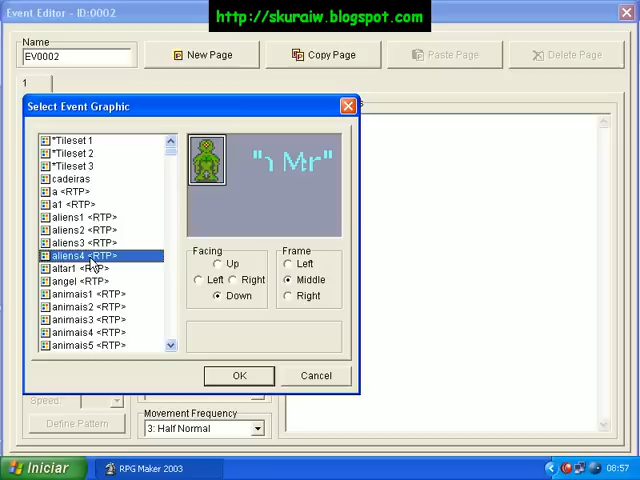 Event Editor - ID:0002
http://skuraiw.blogspot.com
Name
EV0002
New Page
Copy Page
Paste Page
Delete Page
1
Select Event Graphic
*Tileset 1
*Tileset 2
*Tileset 3
cadeiras
a <RTP>
a1 <RTP>
aliens1 <RTP>
aliens2 <RTP>
aliens3 <RTP>
aliens4 <RTP>
altar1 <RTP>
angel <RTP>
animais1 <RTP>
animais2 <RTP>
animais3 <RTP>
animais4 <RTP>
animais5 <RTP>
Facing
Up
Left
Right
Down
Frame
Left
Middle
Right
OK
Cancel
Speed:
Define Pattern
Movement Frequency
3: Half Normal
Iniciar
RPG Maker 2003
08:57